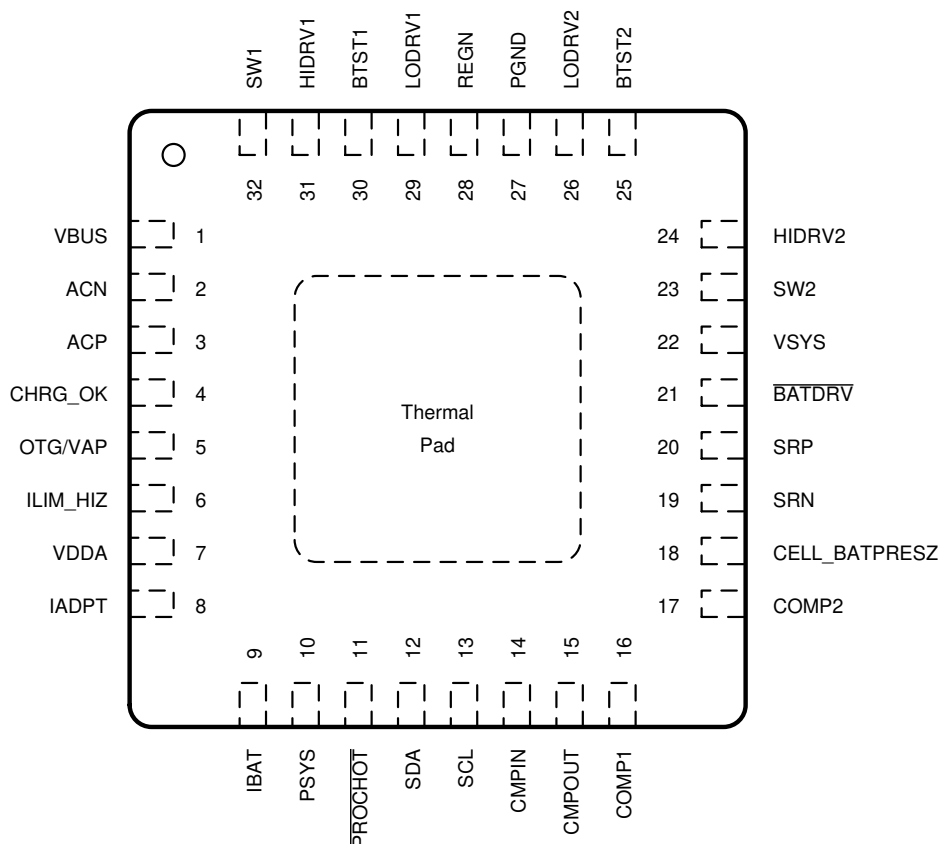 SW1
HIDRV1
BTST1
LODRV1
REGN
PGND
LODRV2
BTST2
32
31
30
29
28
27
26
25
VBUS 1
ACN 2
ACP 3
CHRG_OK 4
OTG/VAP 5
ILIM_HIZ 6
VDDA 7
IADPT 8
24 HIDRV2
23 SW2
22 VSYS
21 BATDRV
20 SRP
19 SRN
18 CELL_BATPRESZ
17 COMP2
Thermal
Pad
9
10
11
12
13
14
15
16
IBAT
PSYS
PROCHOT
SDA
SCL
CMPIN
CMPOUT
COMP1